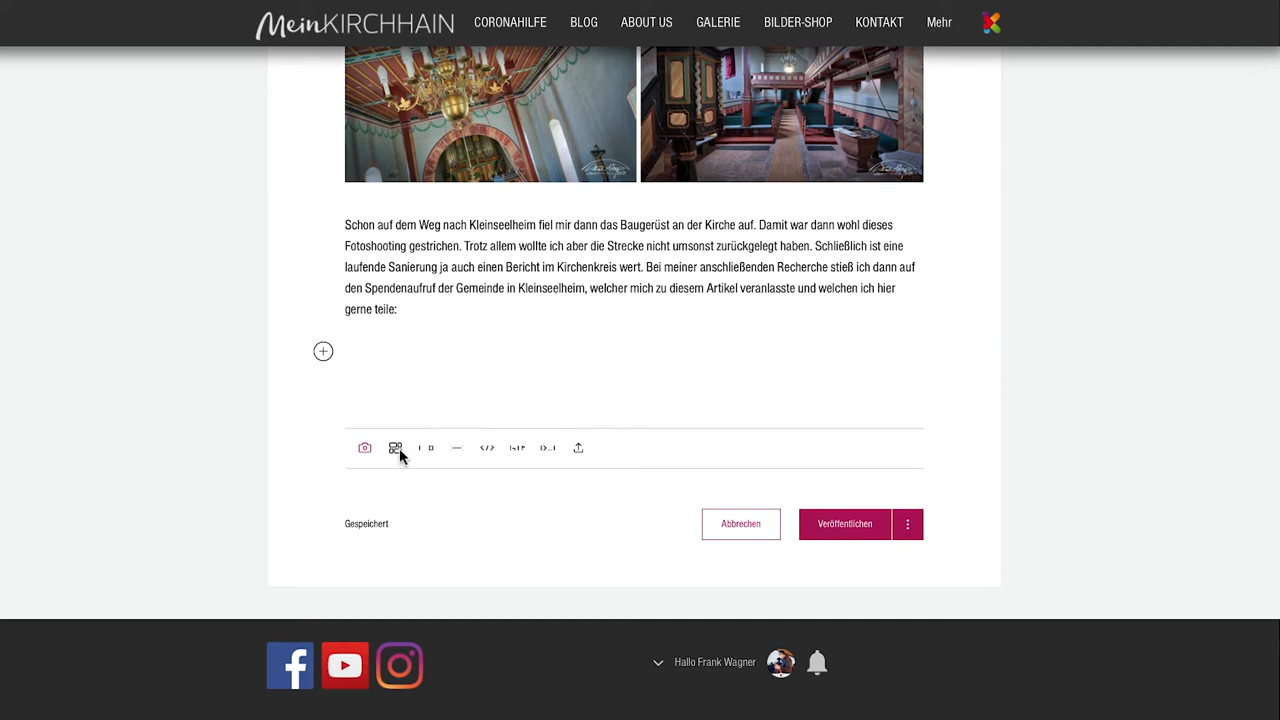 MeinKIRCHHAIN CORONAHILFE BLOG ABOUT US GALERIE BILDER-SHOP KONTAKT Mehr
Schon auf dem Weg nach Kleinseelheim fiel mir dann das Baugerüst an der Kirche auf. Damit war dann wohl dieses
Fotoshooting gestrichen. Trotz allem wollte ich aber die Strecke nicht umsonst zurückgelegt haben. Schließlich ist eine
laufende Sanierung ja auch einen Bericht im Kirchenkreis wert. Bei meiner anschließenden Recherche stieß ich dann auf
den Spendenaufruf der Gemeinde in Kleinseelheim, welcher mich zu diesem Artikel veranlasste und welchen ich hier
gerne teile:
Gespeichert Abbrechen Veröffentlichen
Hallo Frank Wagner